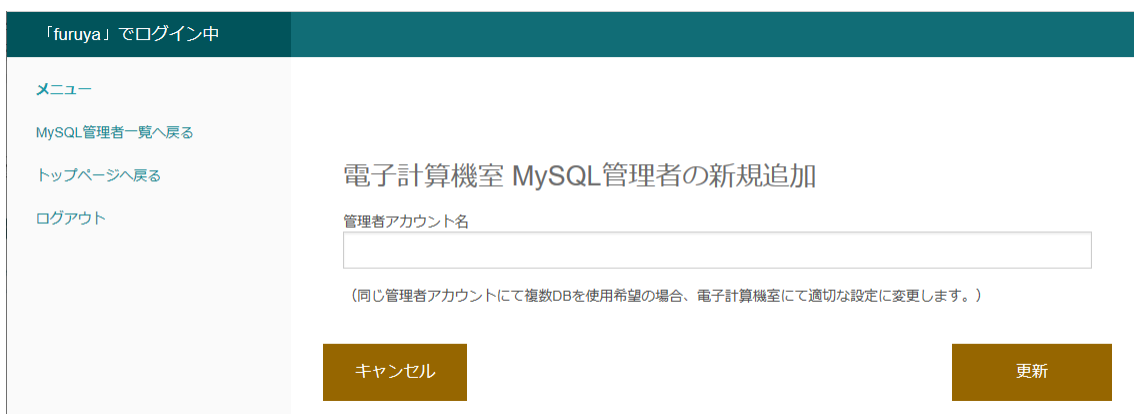 「furuya」でログイン中
メニュー
MySQL管理者一覧へ戻る
トップページへ戻る
ログアウト
電子計算機室 MySQL管理者の新規追加
管理者アカウント名
（同じ管理者アカウントにて複数DBを使用希望の場合、電子計算機室にて適切な設定に変更します。）
キャンセル
更新